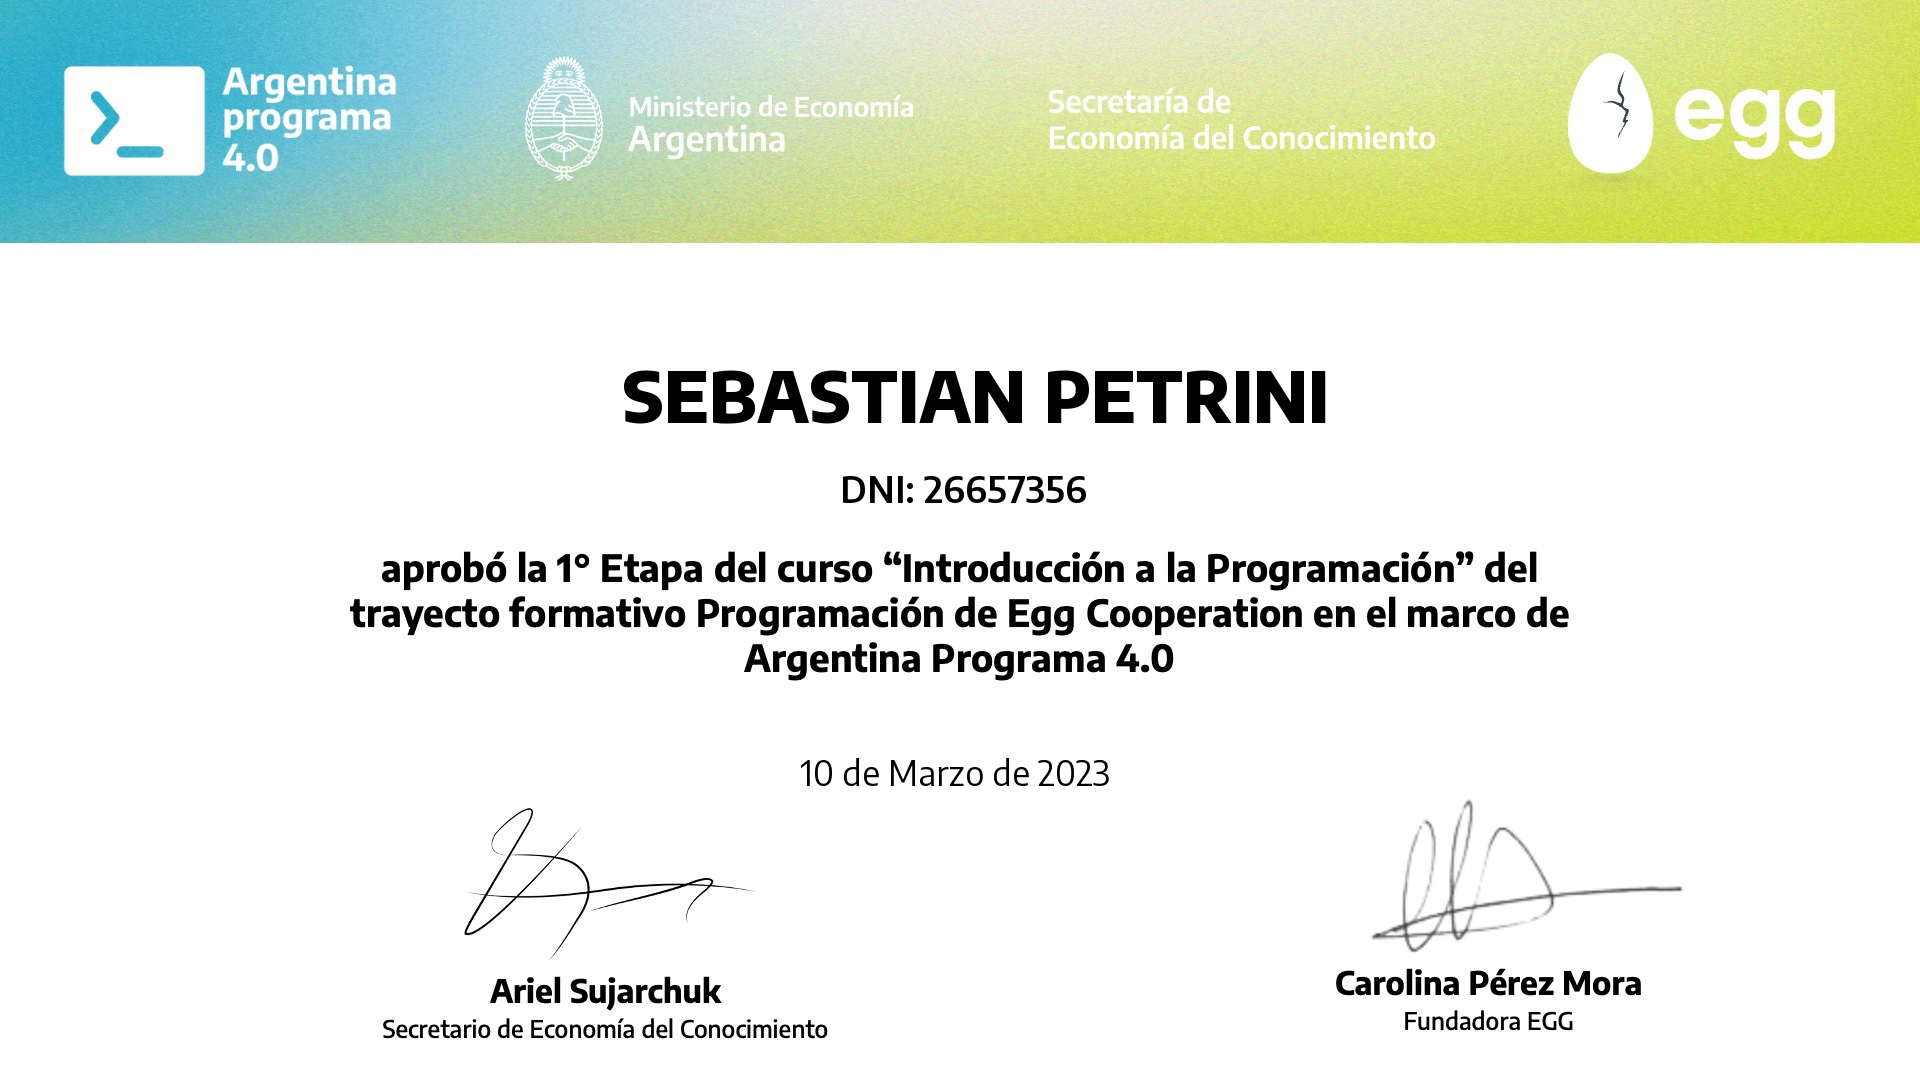 Argentina
programa
4.0
Ministerio de Economía
Argentina
Secretaría de
Economía del Conocimiento
egg
SEBASTIAN PETRINI
DNI: 26657356
aprobó la 1° Etapa del curso “Introducción a la Programación” del
trayecto formativo Programación de Egg Cooperation en el marco de
Argentina Programa 4.0
10 de Marzo de 2023
Ariel Sujarchuk
Secretario de Economía del Conocimiento
Carolina Pérez Mora
Fundadora EGG